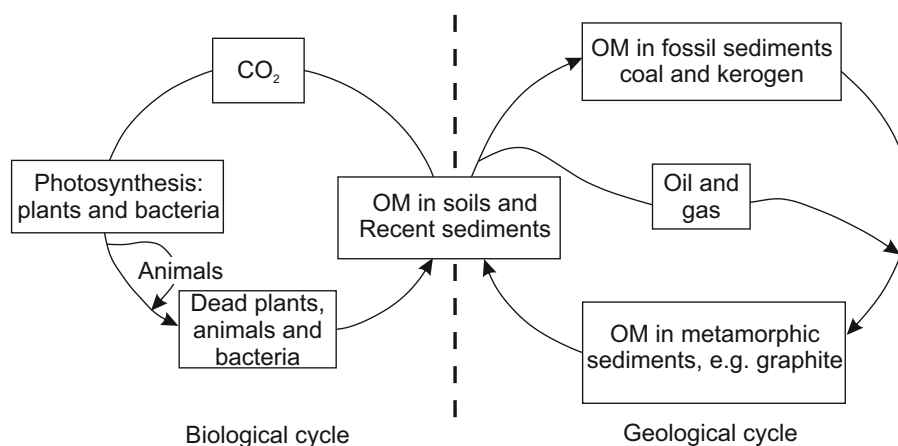 CO₂
OM in fossil sediments
coal and kerogen
Photosynthesis:
plants and bacteria
OM in soils and
Recent sediments
Oil and
gas
Animals
Dead plants,
animals and
bacteria
OM in metamorphic
sediments, e.g. graphite
Biological cycle
Geological cycle